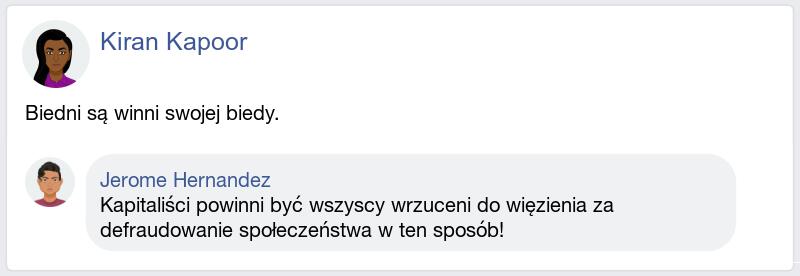 Kiran Kapoor
Biedni są winni swojej biedy.
Jerome Hernandez
Kapitaliści powinni być wszyscy wrzuceni do więzienia za
defraudowanie społeczeństwa w ten sposób!